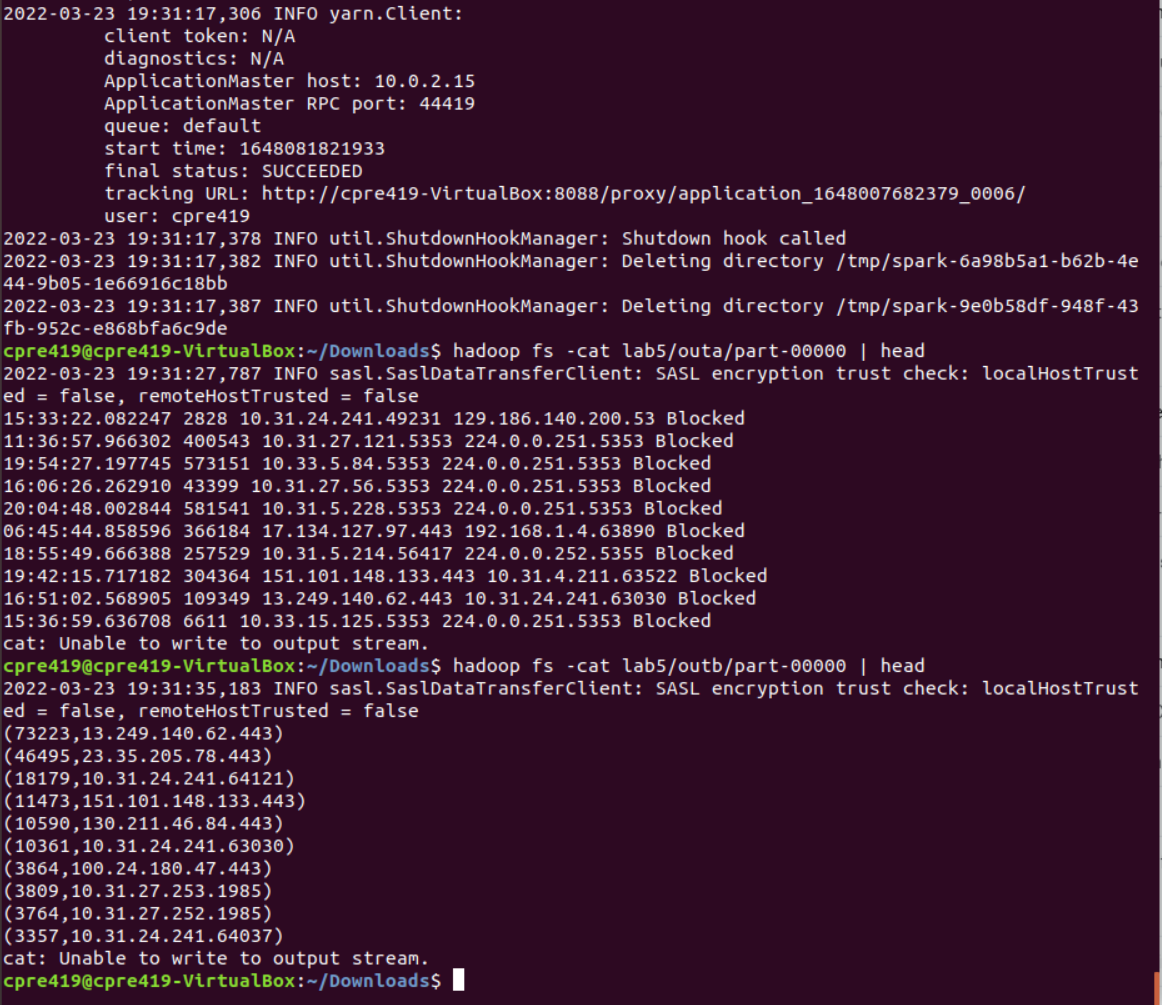 2022-03-23 19:31:17,306 INFO yarn.Client:
client token: N/A
diagnostics: N/A
ApplicationMaster host: 10.0.2.15
ApplicationMaster RPC port: 44419
queue: default
start time: 1648081821933
final status: SUCCEEDED
tracking URL: http://cpre419-VirtualBox:8088/proxy/application_1648007682379_0006/
user: cpre419
2022-03-23 19:31:17,378 INFO util.ShutdownHookManager: Shutdown hook called
2022-03-23 19:31:17,382 INFO util.ShutdownHookManager: Deleting directory /tmp/spark-6a98b5a1-b62b-4e
44-9b05-1e66916c18bb
2022-03-23 19:31:17,387 INFO util.ShutdownHookManager: Deleting directory /tmp/spark-9e0b58df-948f-43
fb-952c-e868bfa6c9de
cpre419@cpre419-VirtualBox:~/Downloads$ hadoop fs -cat lab5/outa/part-00000 | head
2022-03-23 19:31:27,787 INFO sasl.SaslDataTransferClient: SASL encryption trust check: localHostTrust
ed = false, remoteHostTrusted = false
15:33:22.082247 2828 10.31.24.241.49231 129.186.140.200.53 Blocked
11:36:57.966302 400543 10.31.27.121.5353 224.0.0.251.5353 Blocked
19:54:27.197745 573151 10.33.5.84.5353 224.0.0.251.5353 Blocked
16:06:26.262910 43399 10.31.27.56.5353 224.0.0.251.5353 Blocked
20:04:48.002844 581541 10.31.5.228.5353 224.0.0.251.5353 Blocked
06:45:44.858596 366184 17.134.127.97.443 192.168.1.4.63890 Blocked
18:55:49.666388 257529 10.31.5.214.56417 224.0.0.252.5355 Blocked
19:42:15.717182 304364 151.101.148.133.443 10.31.4.211.63522 Blocked
16:51:02.568905 109349 13.249.140.62.443 10.31.24.241.63030 Blocked
15:36:59.636708 6611 10.33.15.125.5353 224.0.0.251.5353 Blocked
cat: Unable to write to output stream.
cpre419@cpre419-VirtualBox:~/Downloads$ hadoop fs -cat lab5/outb/part-00000 | head
2022-03-23 19:31:35,183 INFO sasl.SaslDataTransferClient: SASL encryption trust check: localHostTrust
ed = false, remoteHostTrusted = false
(73223,13.249.140.62.443)
(46495,23.35.205.78.443)
(18179,10.31.24.241.64121)
(11473,151.101.148.133.443)
(10590,130.211.46.84.443)
(10361,10.31.24.241.63030)
(3864,100.24.180.47.443)
(3809,10.31.27.253.1985)
(3764,10.31.27.252.1985)
(3357,10.31.24.241.64037)
cat: Unable to write to output stream.
cpre419@cpre419-VirtualBox:~/Downloads$